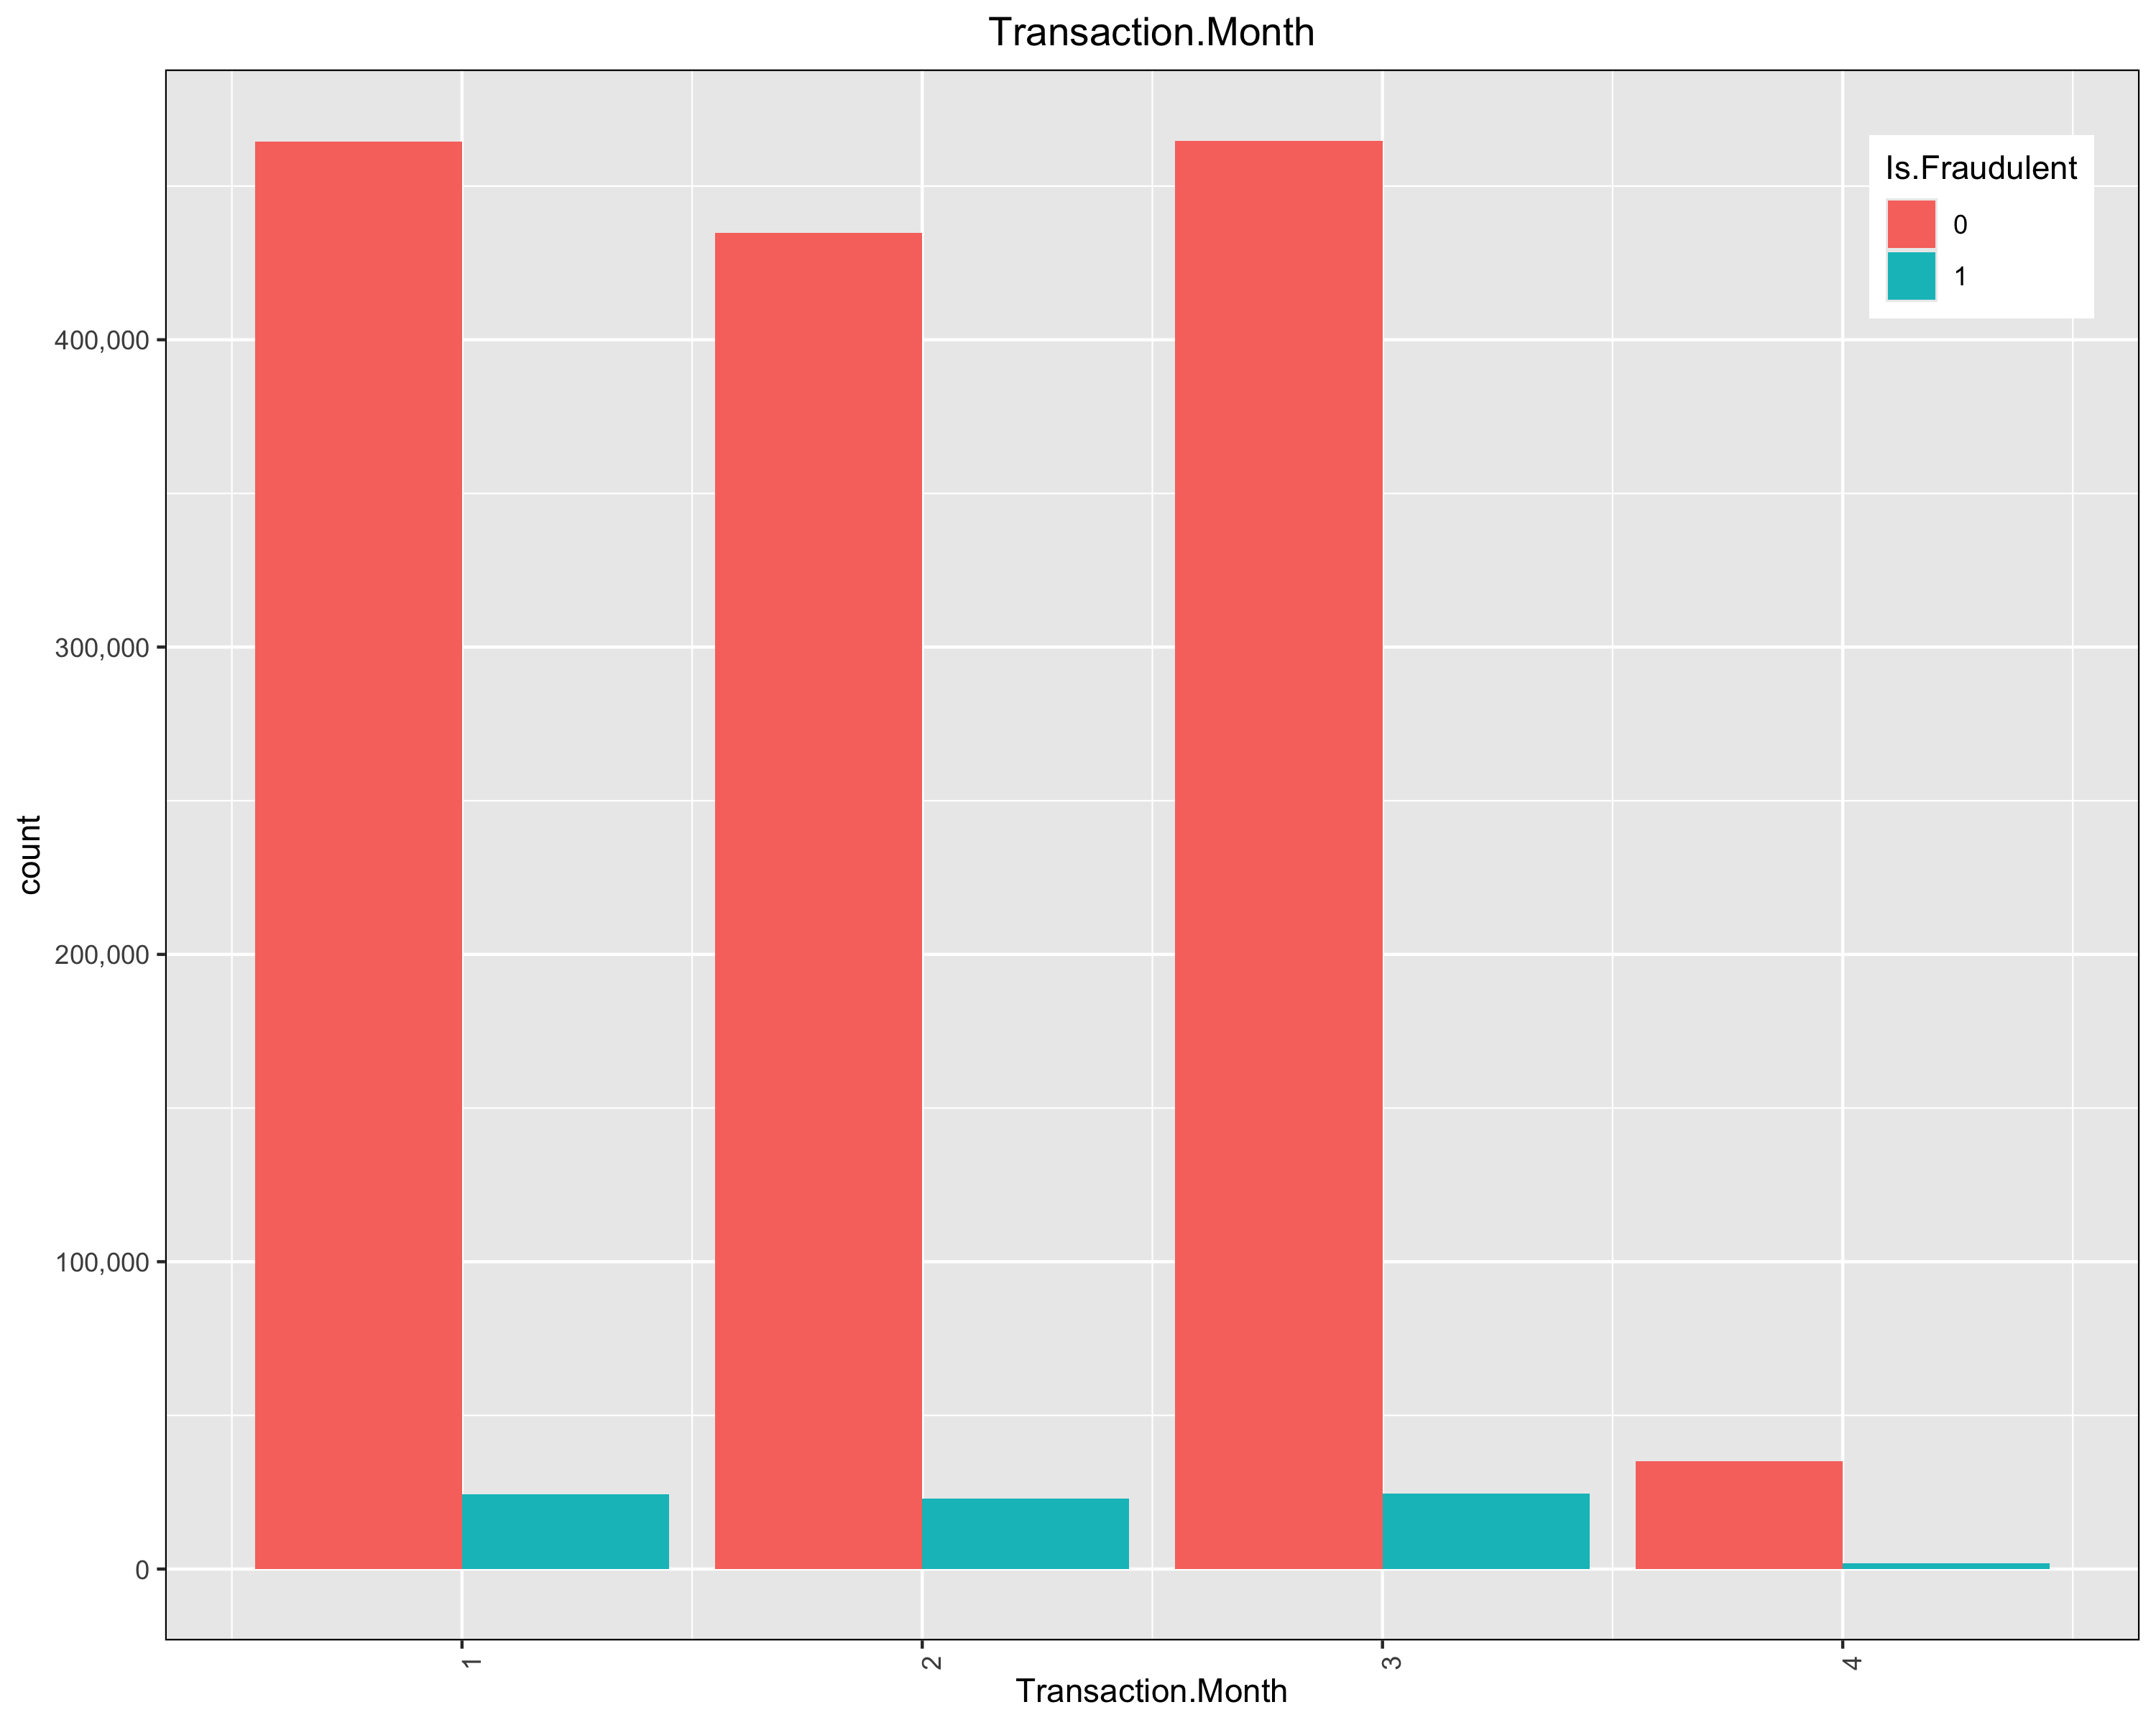 Transaction.Month
Is.Fraudulent
0
1
400,000
300,000
200,000
100,000
0
count
1
2
3
4
Transaction.Month